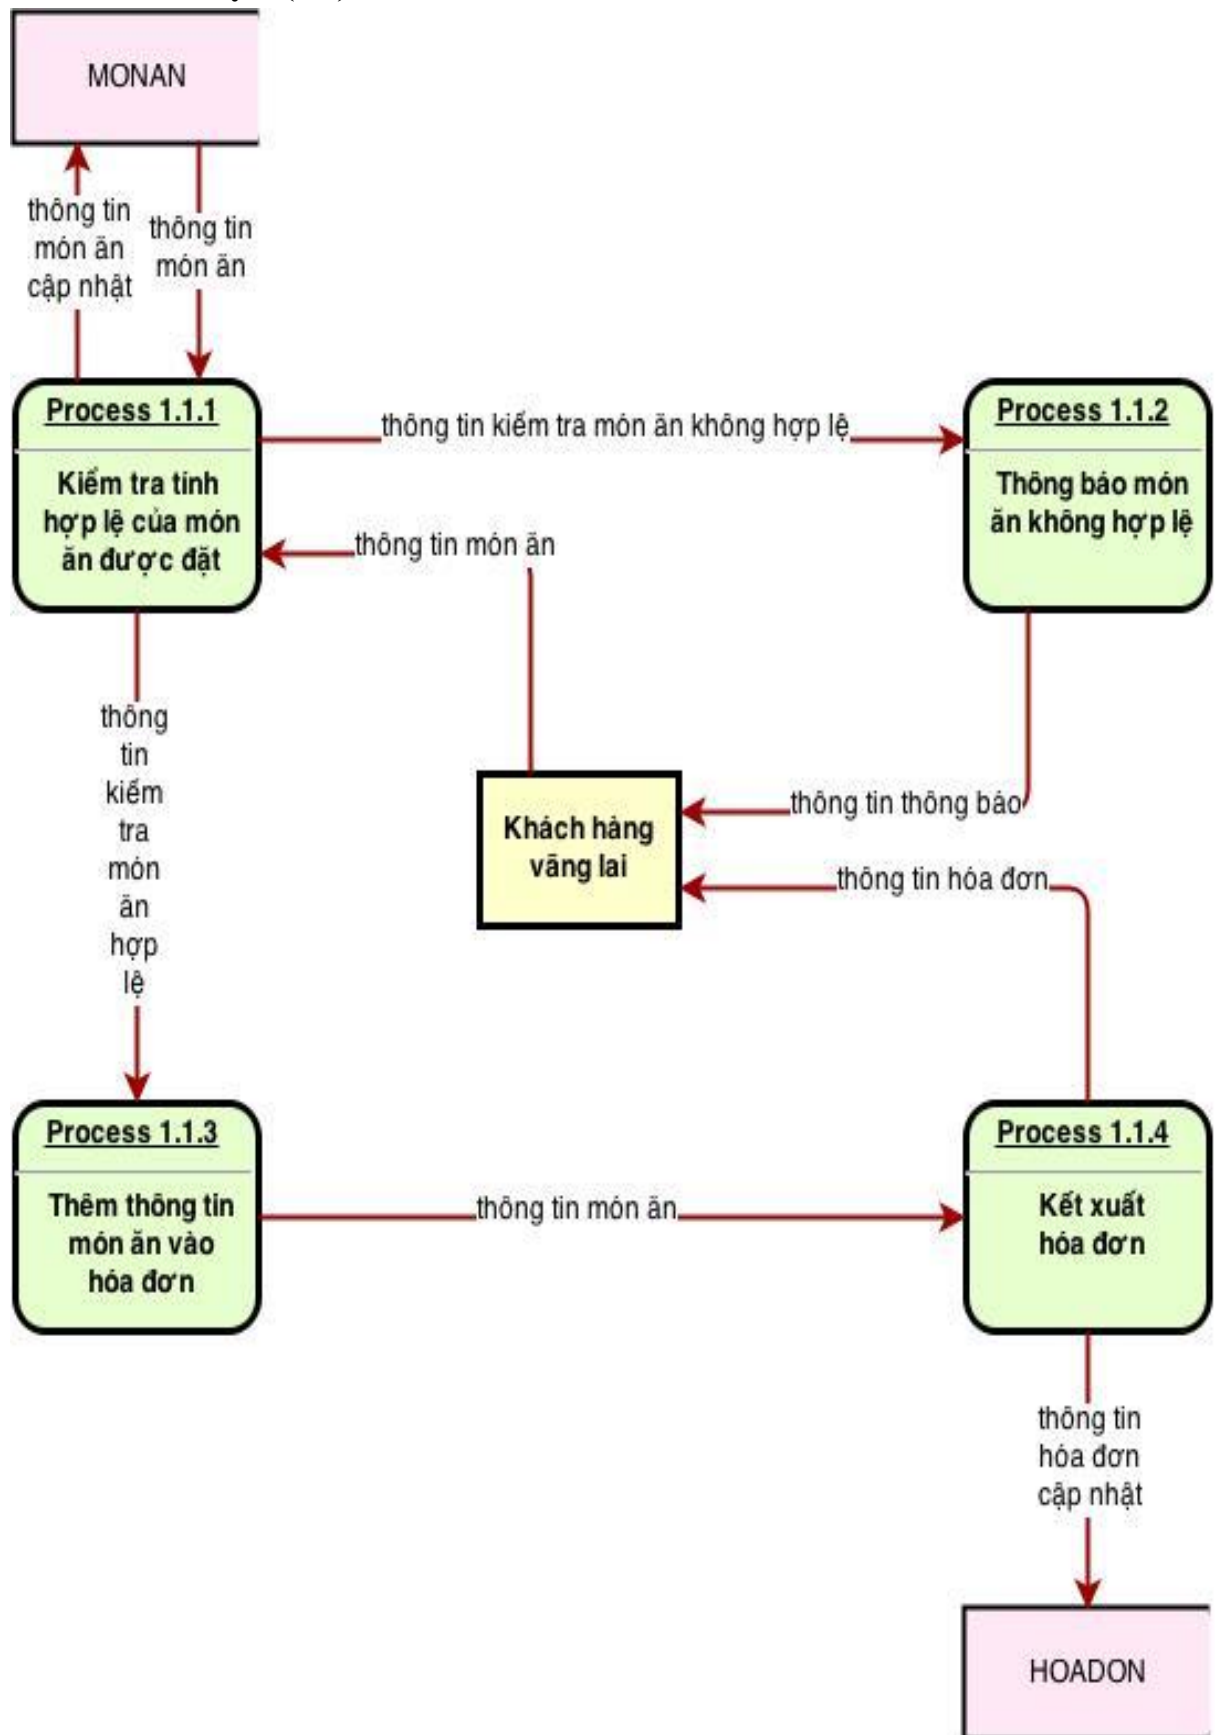 MONAN
thông tin
món ăn
cập nhật
thông tin
món ăn
Process 1.1.1
Kiểm tra tính
hợp lệ của món
ăn được đặt
thông tin kiểm tra món ăn không hợp lệ
Process 1.1.2
Thông báo món
ăn không hợp lệ
thông tin món ăn
thông
tin
kiểm
tra
món
ăn
hợp
lệ
Khách hàng
vãng lai
thông tin thông báo
thông tin hóa đơn
Process 1.1.3
Thêm thông tin
món ăn vào
hóa đơn
thông tin món ăn
Process 1.1.4
Kết xuất
hóa đơn
thông tin
hóa đơn
cập nhật
HOADON